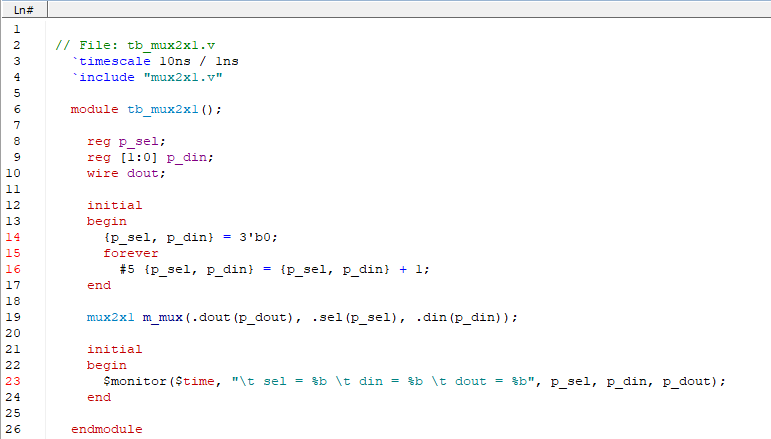 Ln#
1
2 // File: tb_mux2x1.v
3 `timescale 10ns / 1ns
4 `include "mux2x1.v"
5
6 module tb_mux2x1();
7
8 reg p_sel;
9 reg [1:0] p_din;
10 wire dout;
11
12 initial
13 begin
14 {p_sel, p_din} = 3'b0;
15 forever
16 #5 {p_sel, p_din} = {p_sel, p_din} + 1;
17 end
18
19 mux2x1 m_mux(.dout(p_dout), .sel(p_sel), .din(p_din));
20
21 initial
22 begin
23 $monitor($time, "\t sel = %b \t din = %b \t dout = %b", p_sel, p_din, p_dout);
24 end
25
26 endmodule